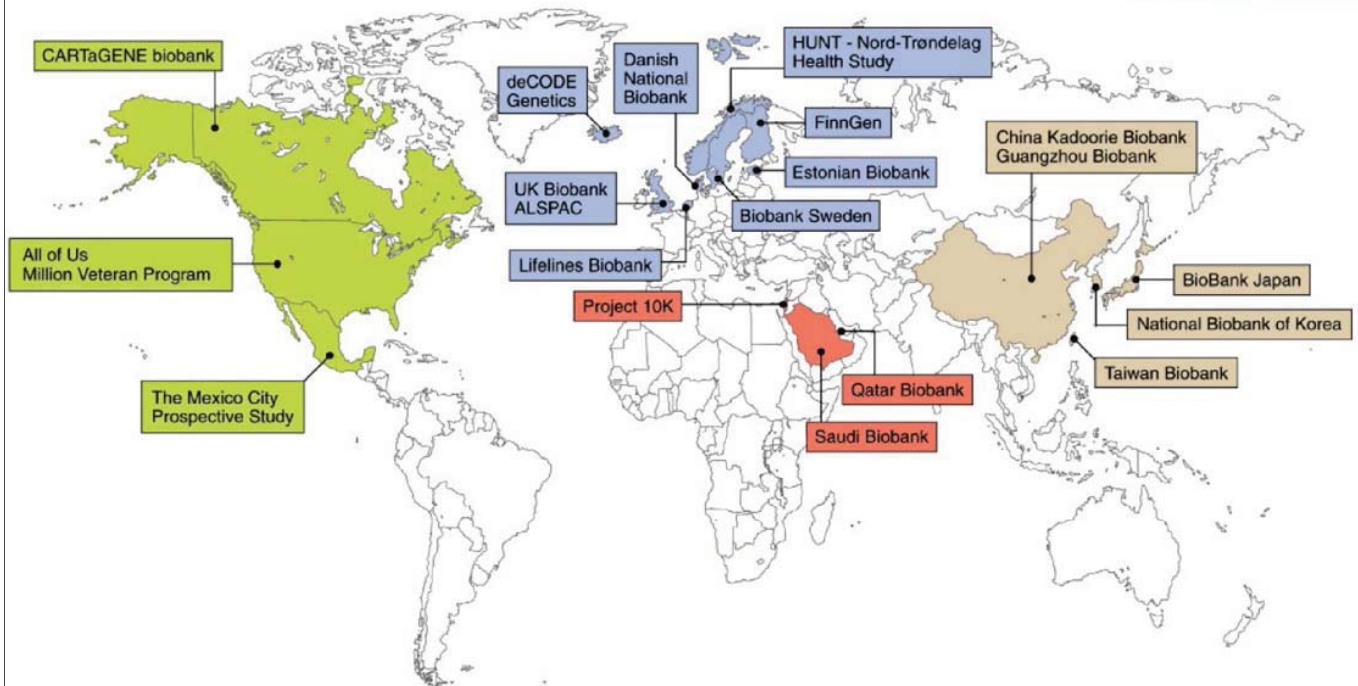 CARTaGENE biobank
All of Us
Million Veteran Program
The Mexico City
Prospective Study
deCODE
Genetics
Danish
National
Biobank
HUNT - Nord-Trøndelag
Health Study
FinnGen
UK Biobank
ALSPAC
Estonian Biobank
Biobank Sweden
Lifelines Biobank
Project 10K
Qatar Biobank
Saudi Biobank
China Kadoorie Biobank
Guangzhou Biobank
BioBank Japan
National Biobank of Korea
Taiwan Biobank